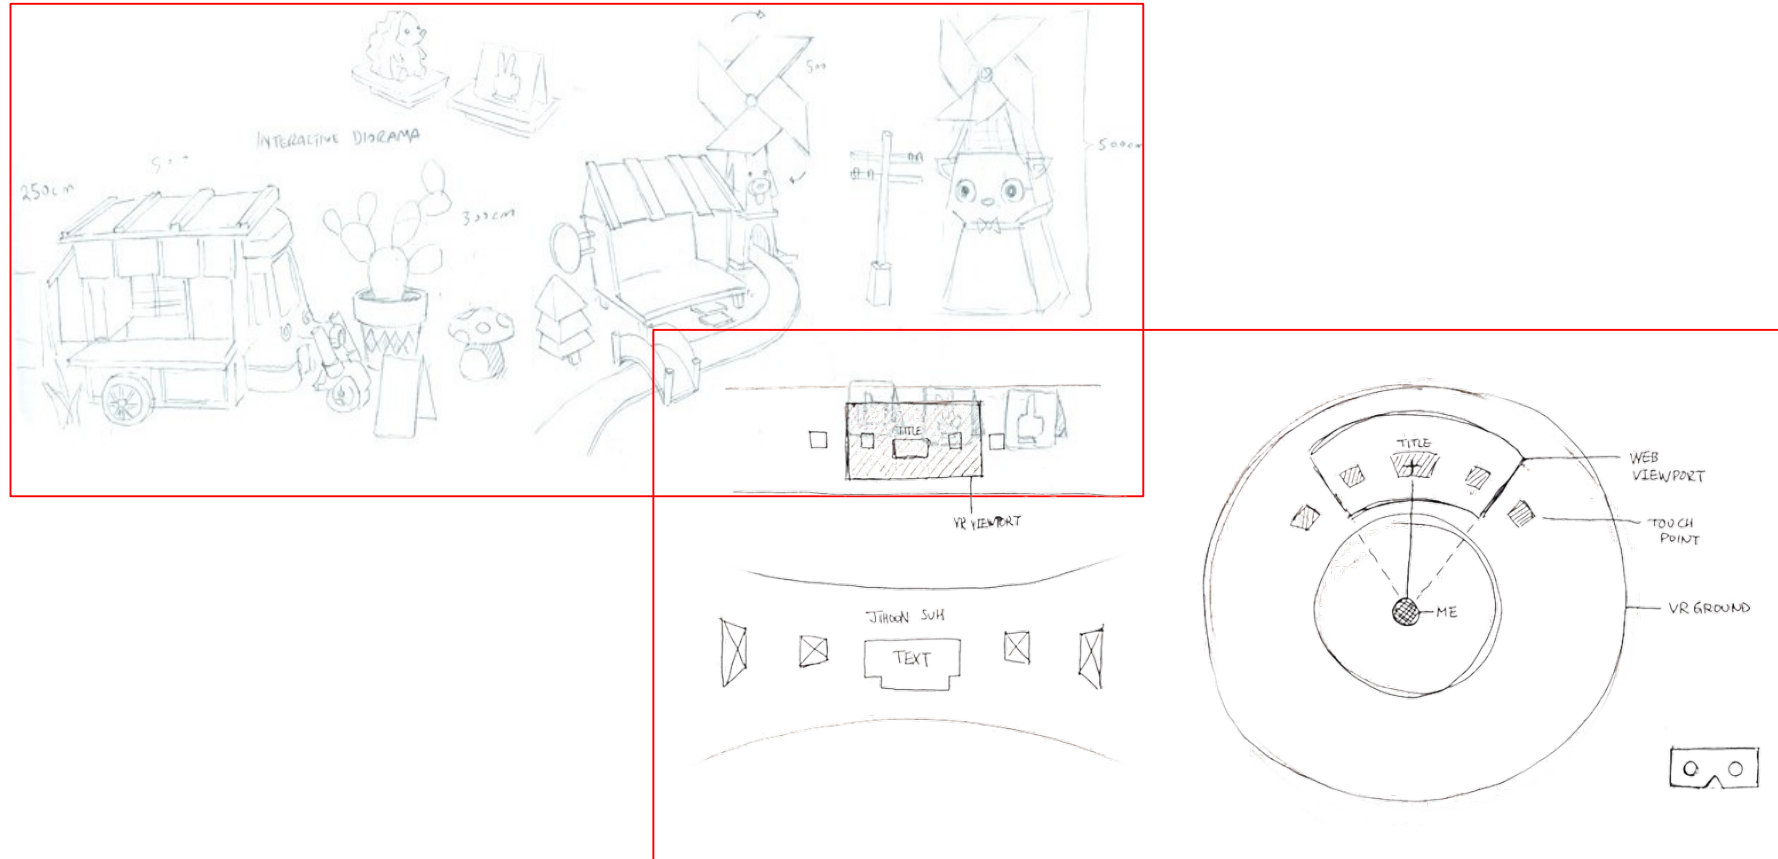 500
INTERACTIVE DIORAMA
500cm
250cm
300cm
TITLE
VR VIEWPORT
TITLE
WEB
VIEWPORT
TOUCH
POINT
ME
VR GROUND
JIHOON SUH
TEXT